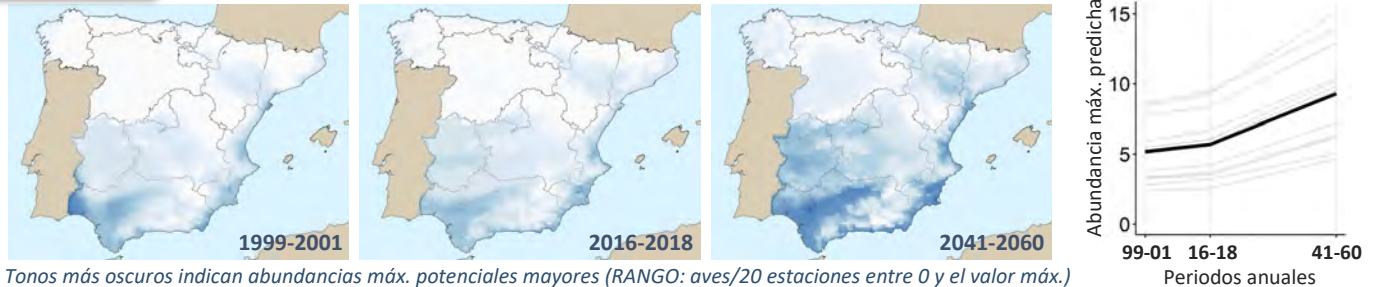 1999-2001
2016-2018
2041-2060
Tonos más oscuros indican abundancias máx. potenciales mayores (RANGO: aves/20 estaciones entre 0 y el valor máx.)
Abundancia máx. predicha
15
10
5
0
99-01 16-18 41-60
Periodos anuales